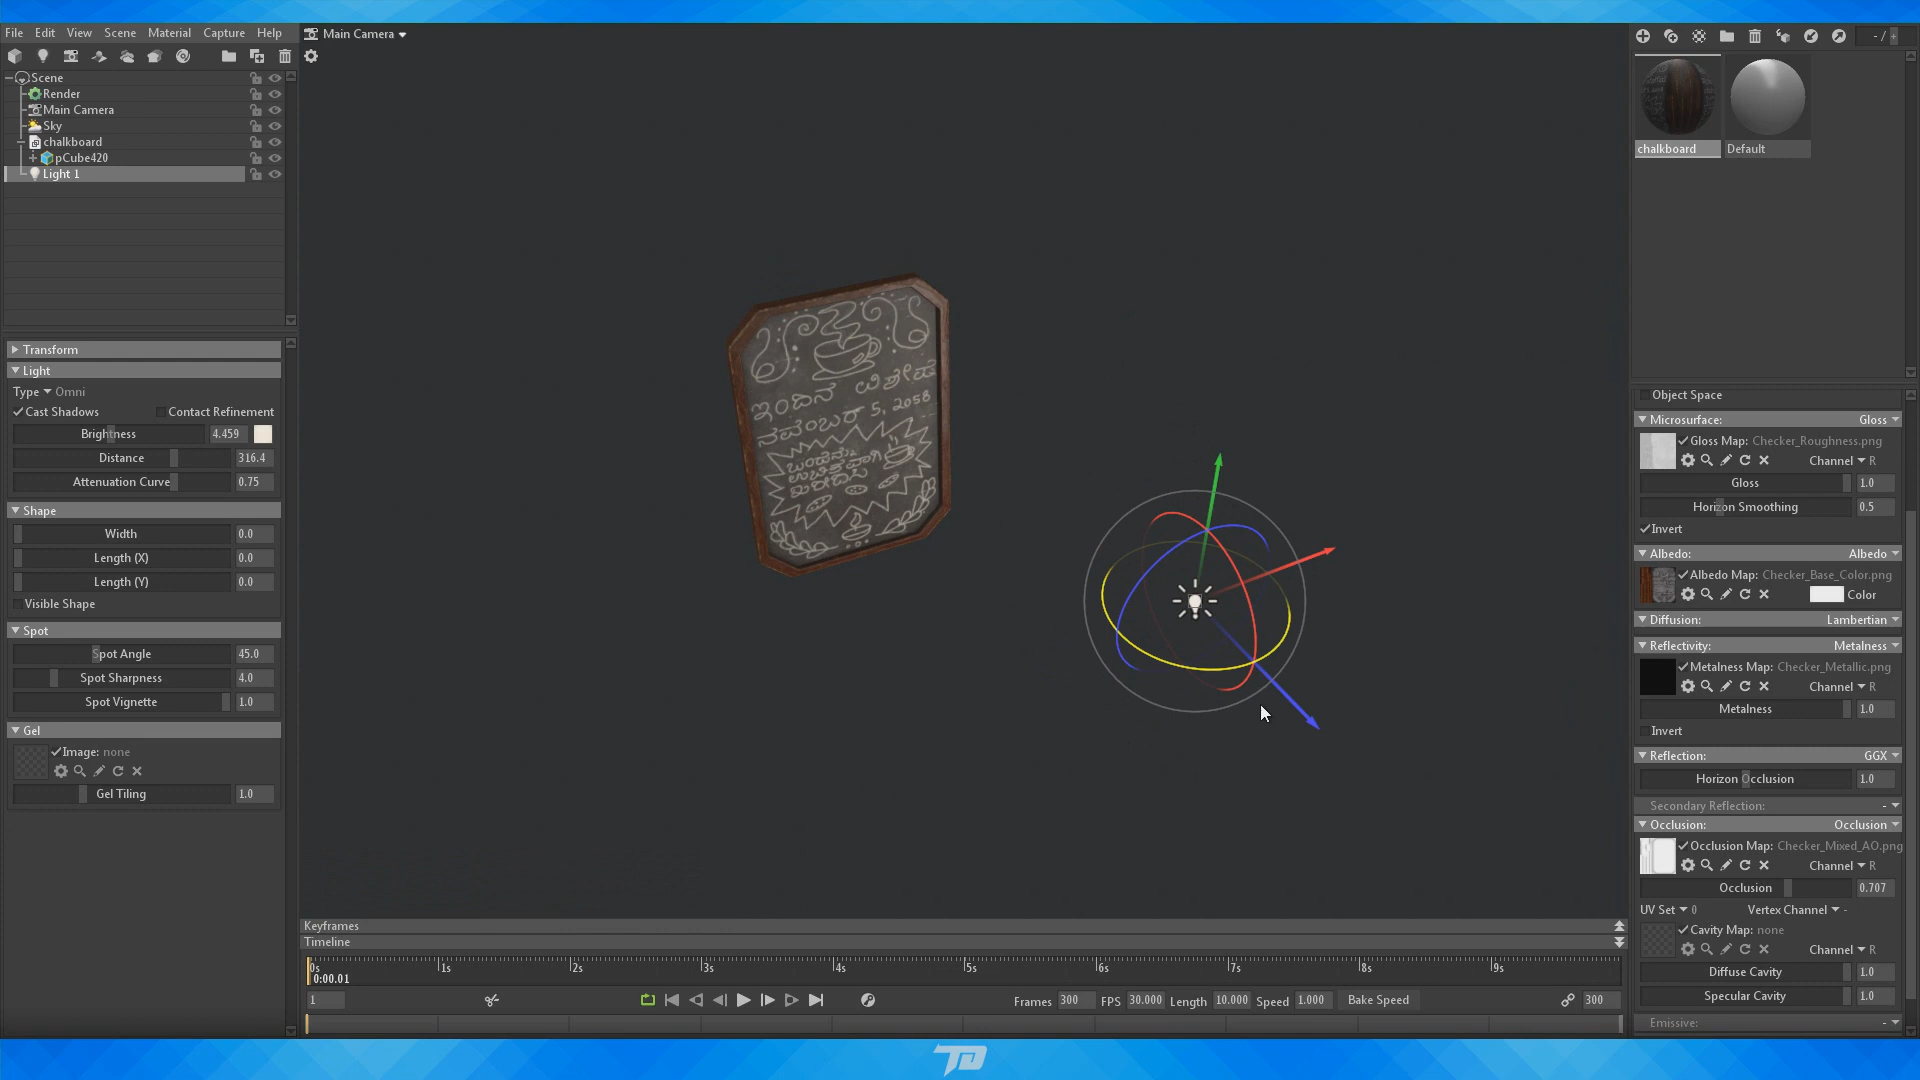 File Edit View Scene Material Capture Help
Main Camera
- / +
Scene
Render
Main Camera
Sky
chalkboard
pCube420
Light 1
Transform
Light
Type Omni
Cast Shadows Contact Refinement
Brightness 4.459
Distance 316.4
Attenuation Curve 0.75
Shape
Width 0.0
Length (X) 0.0
Length (Y) 0.0
Visible Shape
Spot
Spot Angle 45.0
Spot Sharpness 4.0
Spot Vignette 1.0
Gel
Image: none
Gel Tiling 1.0
ಇಂದಿನ ವಿಶೇಷ
ನವೆಂಬರ್ 5, 2058
ಒಂದನ್ನು
ಉಚಿತವಾಗಿ
ಖರೀದಿಸಿ
Keyframes
Timeline
0s 1s 2s 3s 4s 5s 6s 7s 8s 9s
0:00.01
1 Frames 300 FPS 30.000 Length 10.000 Speed 1.000 Bake Speed 300
chalkboard Default
Object Space
Microsurface: Gloss
Gloss Map: Checker_Roughness.png
Channel R
Gloss 1.0
Horizon Smoothing 0.5
Invert
Albedo: Albedo
Albedo Map: Checker_Base_Color.png
Color
Diffusion: Lambertian
Reflectivity: Metalness
Metalness Map: Checker_Metallic.png
Channel R
Metalness 1.0
Invert
Reflection: GGX
Horizon Occlusion 1.0
Secondary Reflection: -
Occlusion: Occlusion
Occlusion Map: Checker_Mixed_AO.png
Channel R
Occlusion 0.707
UV Set 0 Vertex Channel -
Cavity Map: none
Channel R
Diffuse Cavity 1.0
Specular Cavity 1.0
Emissive: -